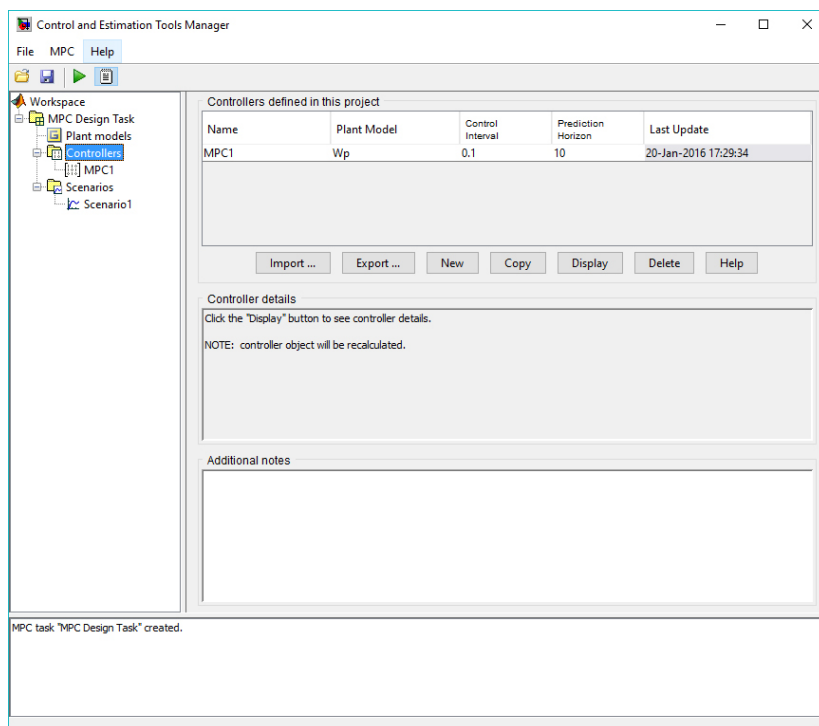 Control and Estimation Tools Manager
File MPC Help
Workspace
MPC Design Task
Plant models
Controllers
MPC1
Scenarios
Scenario1
Controllers defined in this project
Name Plant Model Control Interval Prediction Horizon Last Update
MPC1 Wp 0.1 10 20-Jan-2016 17:29:34
Import ... Export ... New Copy Display Delete Help
Controller details
Click the "Display" button to see controller details.
NOTE: controller object will be recalculated.
Additional notes
MPC task "MPC Design Task" created.